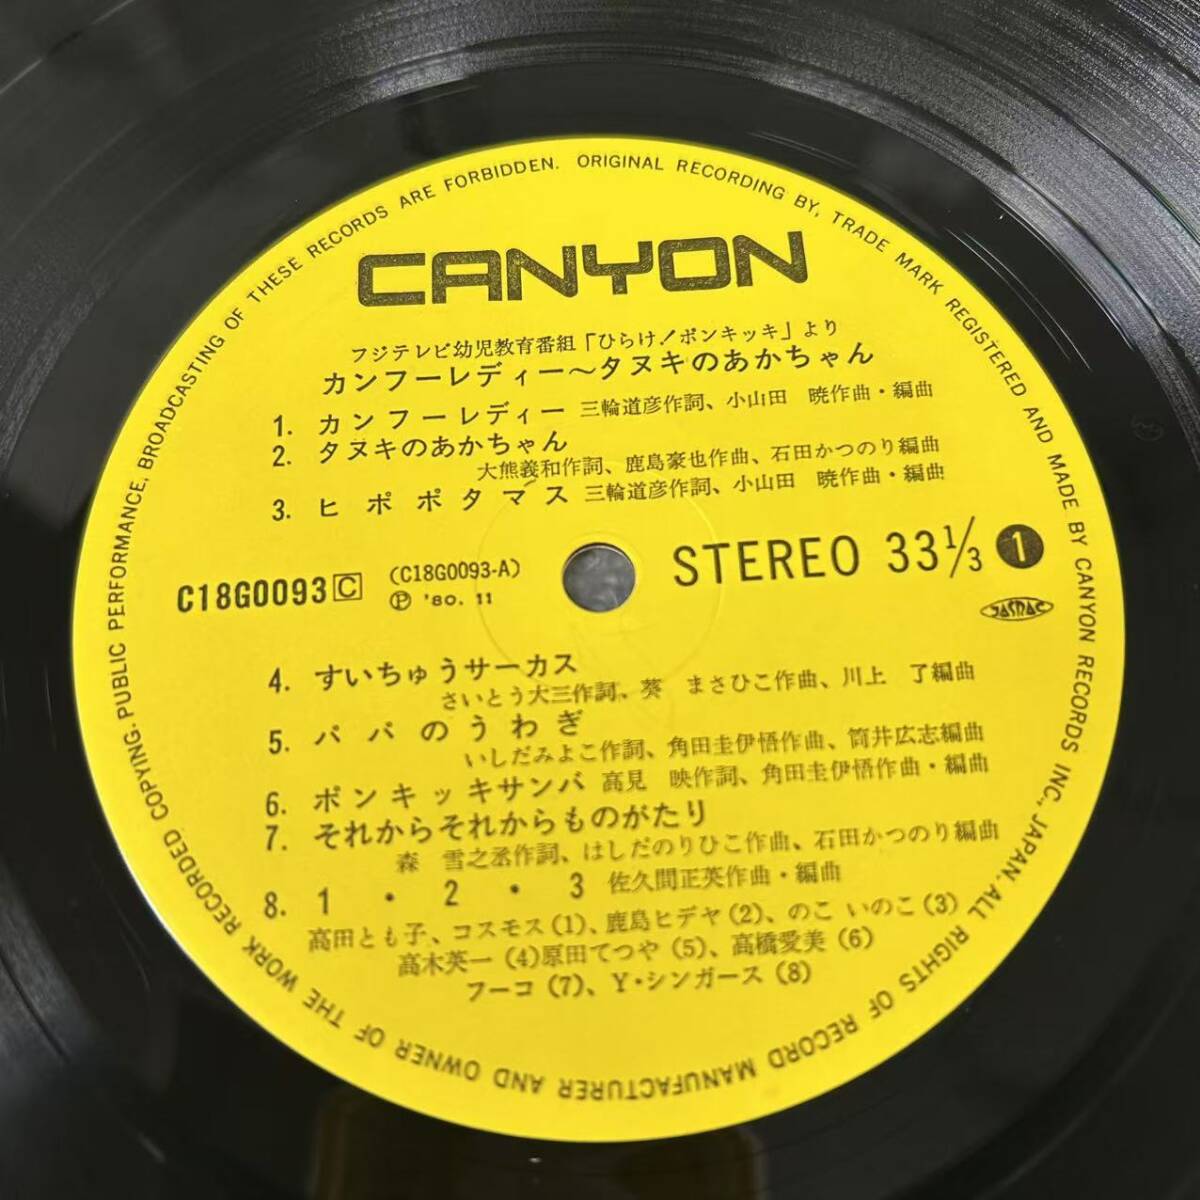 CANYON
フジテレビ幼児教育番組「ひらけ!ポンキッキ」より
カンフーレディー〜タヌキのあかちゃん
1. カンフーレディー 三輪道彦作詞、小山田 暁作曲・編曲
2. タヌキのあかちゃん
大熊義和作詞、鹿島豪也作曲、石田かつのり編曲
3. ヒポポタマス 三輪道彦作詞、小山田 暁作曲・編曲
C18G0093 C (C18G0093-A) STEREO 33 1/3 1
Ⓟ '80. 11 JASRAC
4. すいちゅうサーカス
さいとう大三作詞、葵 まさひこ作曲、川上 了編曲
5. パパのうわぎ
いしだみよこ作詞、角田圭伊悟作曲、筒井広志編曲
6. ポンキッキサンバ 高見 映作詞、角田圭伊悟作曲・編曲
7. それからそれからものがたり
森 雪之丞作詞、はしだのりひこ作曲、石田かつのり編曲
8. 1・2・3 佐久間正英作曲・編曲
高田とも子、コスモス(1)、鹿島ヒデヤ(2)、のこ いのこ(3)
高木英一(4)原田てつや(5)、高橋愛美(6)
フーコ(7)、Y・シンガース(8)
ORIGINAL RECORDING BY, TRADE MARK REGISTERED AND MADE BY CANYON RECORDS INC., JAPAN. ALL RIGHTS OF RECORD MANUFACTURER AND OWNER OF THE WORK RECORDED COPYING. PUBLIC PERFORMANCE, BROADCASTING OF THESE RECORDS ARE FORBIDDEN.